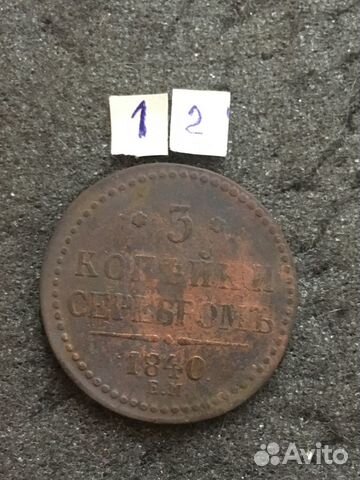 1 2
· 3 ·
КОПѢЙКИ
СЕРЕБРОМЪ
1840
Е.М
Avito